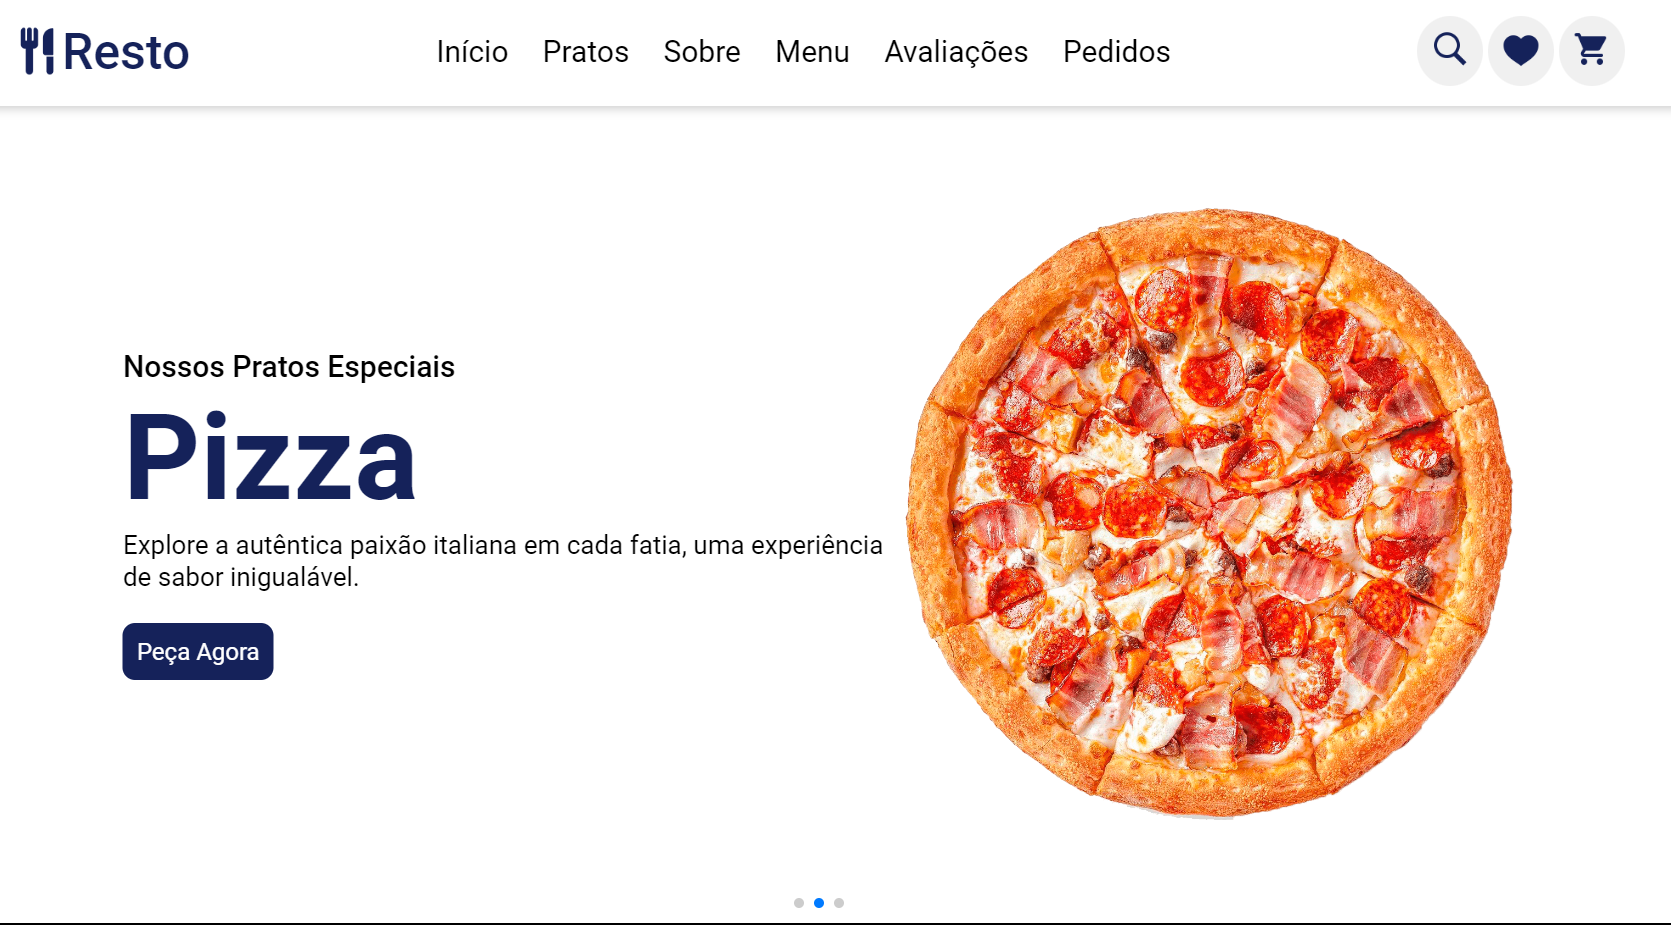 Resto
Início Pratos Sobre Menu Avaliações Pedidos
Nossos Pratos Especiais
Pizza
Explore a autêntica paixão italiana em cada fatia, uma experiência
de sabor inigualável.
Peça Agora